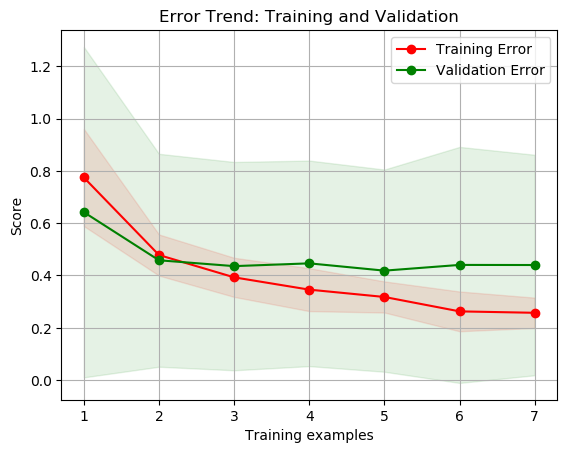 Error Trend: Training and Validation
Training Error
Validation Error
Score
1.2
1.0
0.8
0.6
0.4
0.2
0.0
1 2 3 4 5 6 7
Training examples